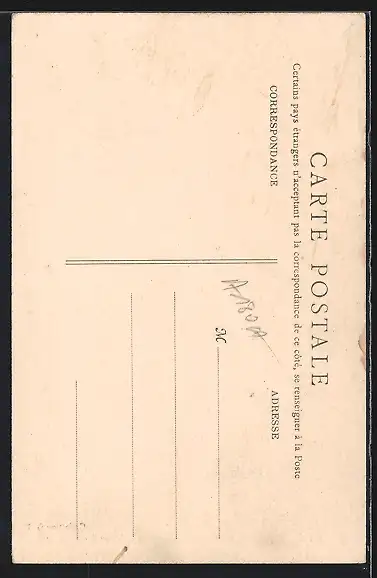 CARTE POSTALE
Certains pays étrangers n'acceptant pas la correspondance de ce côté, se renseigner à la Poste
CORRESPONDANCE
ADRESSE
M